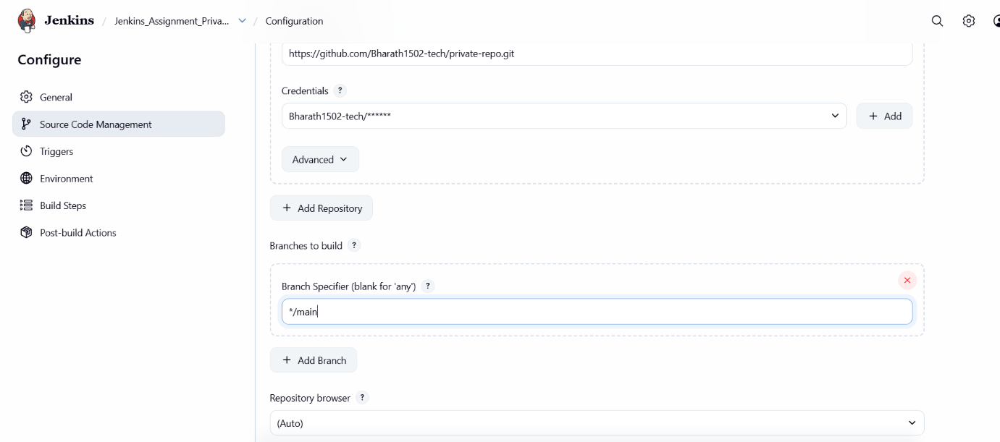 Jenkins / Jenkins_Assignment_Priva... / Configuration
Configure
General
Source Code Management
Triggers
Environment
Build Steps
Post-build Actions
https://github.com/Bharath1502-tech/private-repo.git
Credentials ?
Bharath1502-tech/******
+ Add
Advanced
+ Add Repository
Branches to build ?
Branch Specifier (blank for 'any') ?
*/main
+ Add Branch
Repository browser ?
(Auto)